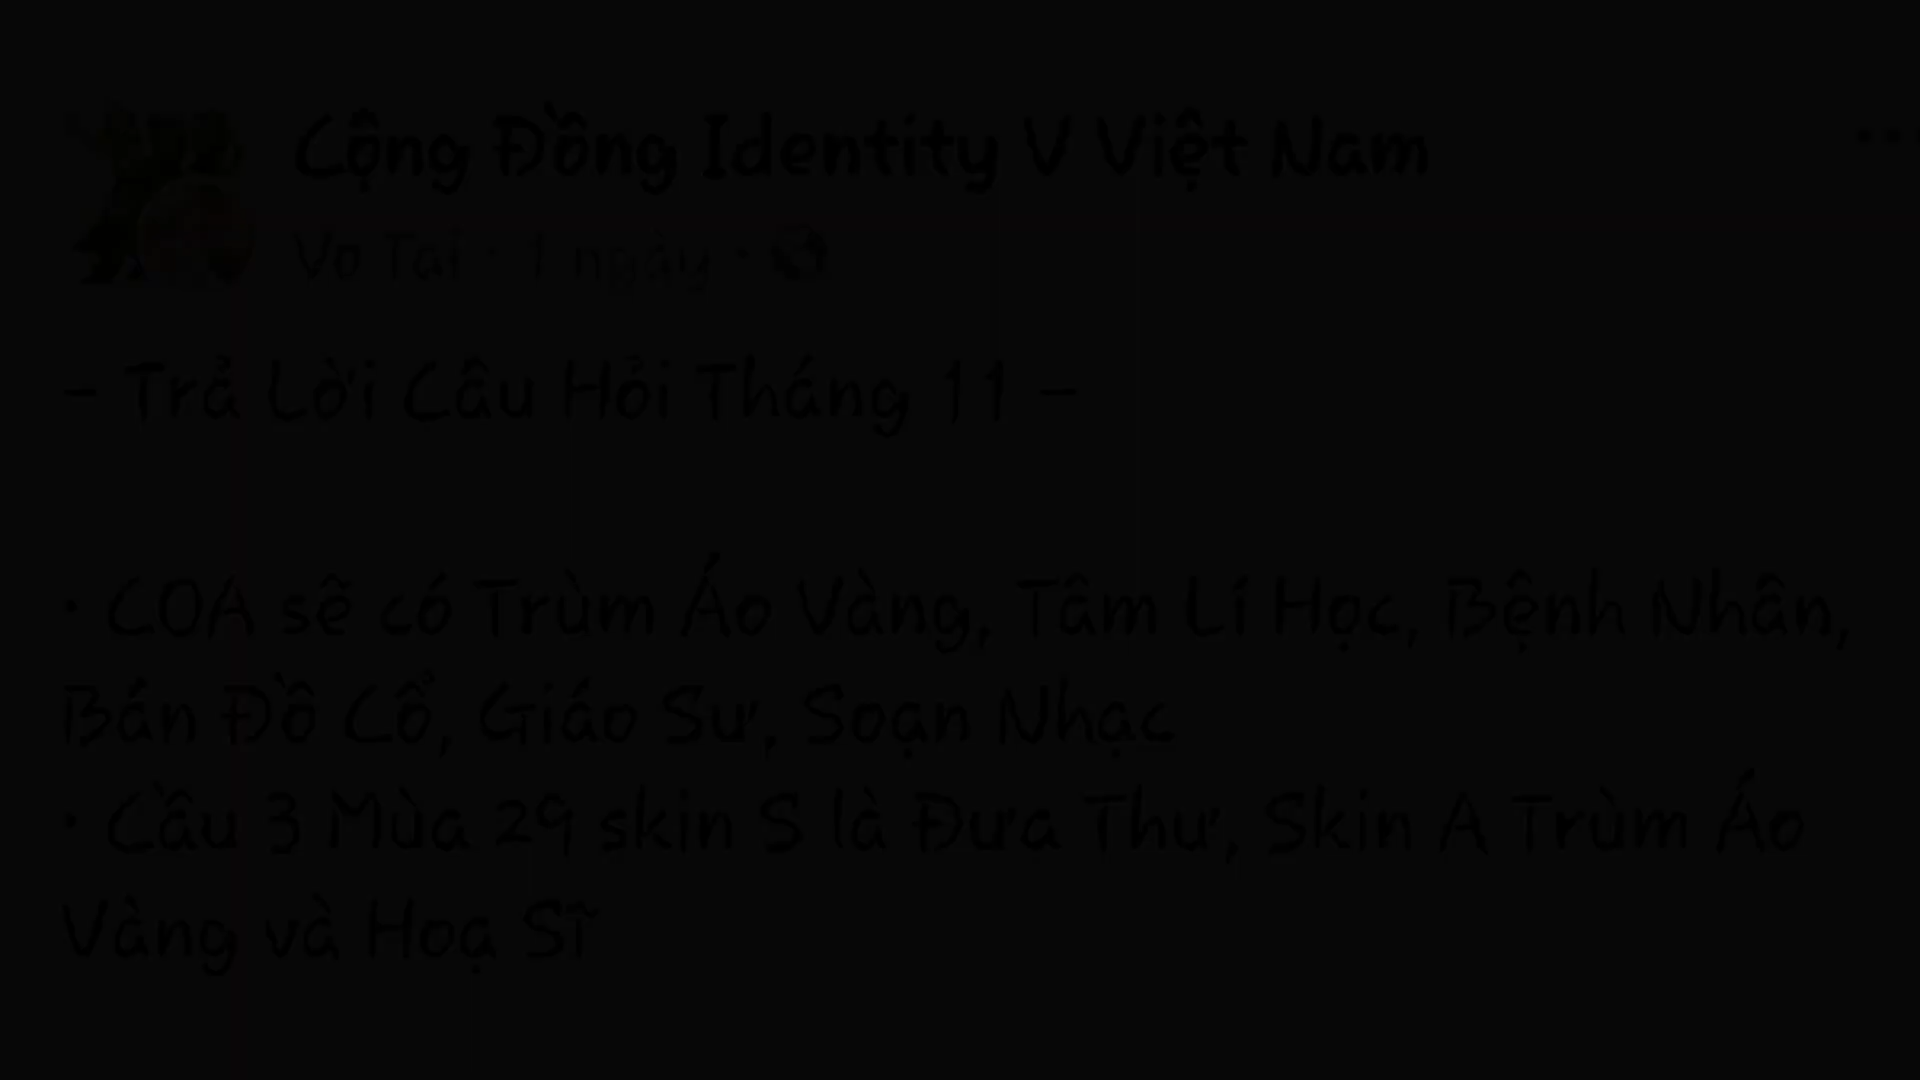 Cộng Đồng Identity V Việt Nam
Vo Tai · 1 ngày ·
- Trả Lời Câu Hỏi Tháng 11 -
• COA sẽ có Trùm Áo Vàng, Tâm Lí Học, Bệnh Nhân,
Bán Đồ Cổ, Giáo Sư, Soạn Nhạc
• Cầu 3 Mùa 29 skin S là Đưa Thư, Skin A Trùm Áo
Vàng và Hoạ Sĩ